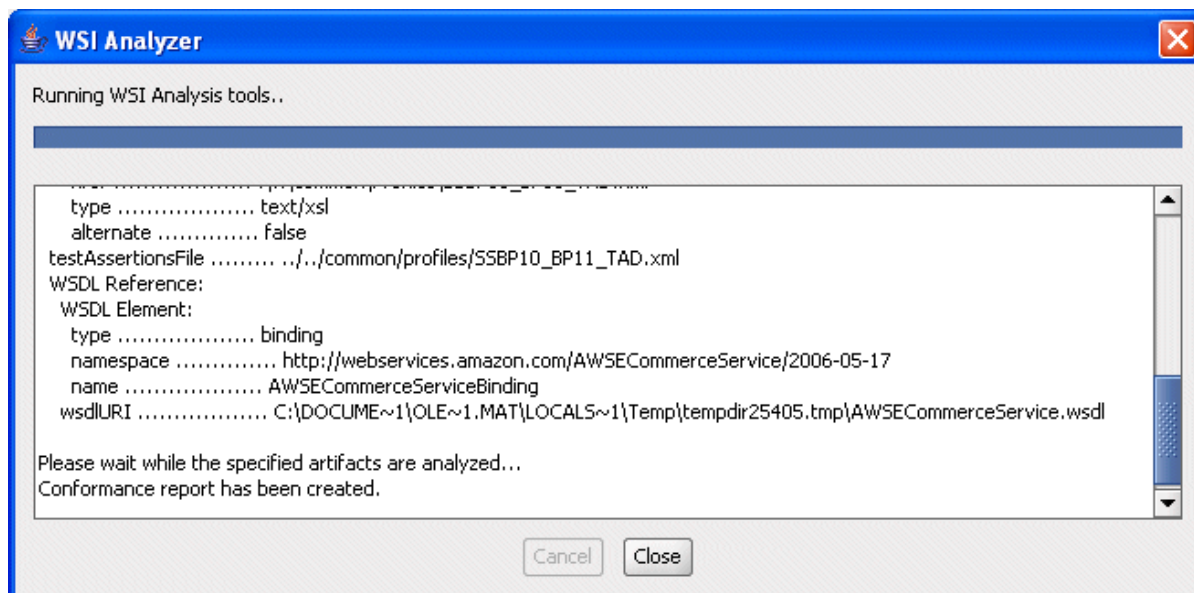 WSI Analyzer
Running WSI Analysis tools..
type ................... text/xsl
alternate .............. false
testAssertionsFile ......... ../../common/profiles/SSBP10_BP11_TAD.xml
WSDL Reference:
WSDL Element:
type ................... binding
namespace .............. http://webservices.amazon.com/AWSECommerceService/2006-05-17
name ................... AWSECommerceServiceBinding
wsdlURI .................. C:\DOCUME~1\OLE~1.MAT\LOCALS~1\Temp\tempdir25405.tmp\AWSECommerceService.wsdl
Please wait while the specified artifacts are analyzed...
Conformance report has been created.
Cancel Close